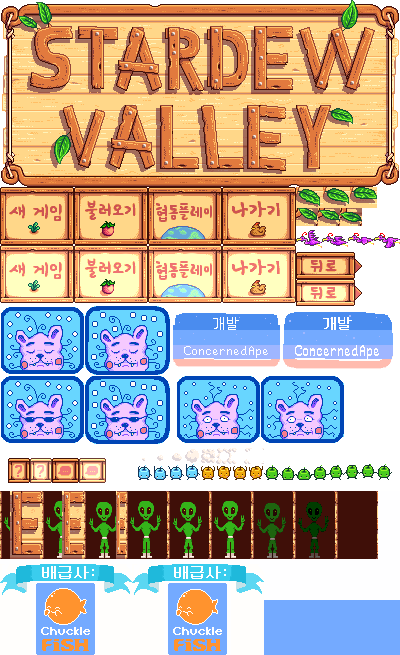 STARDEW
VALLEY
새 게임 불러오기 협동플레이 나가기
새 게임 불러오기 협동플레이 나가기
뒤로
뒤로
개발 개발
ConcernedApe ConcernedApe
? ?
E E E
배급사: 배급사:
Chuckle Chuckle
FISH FISH